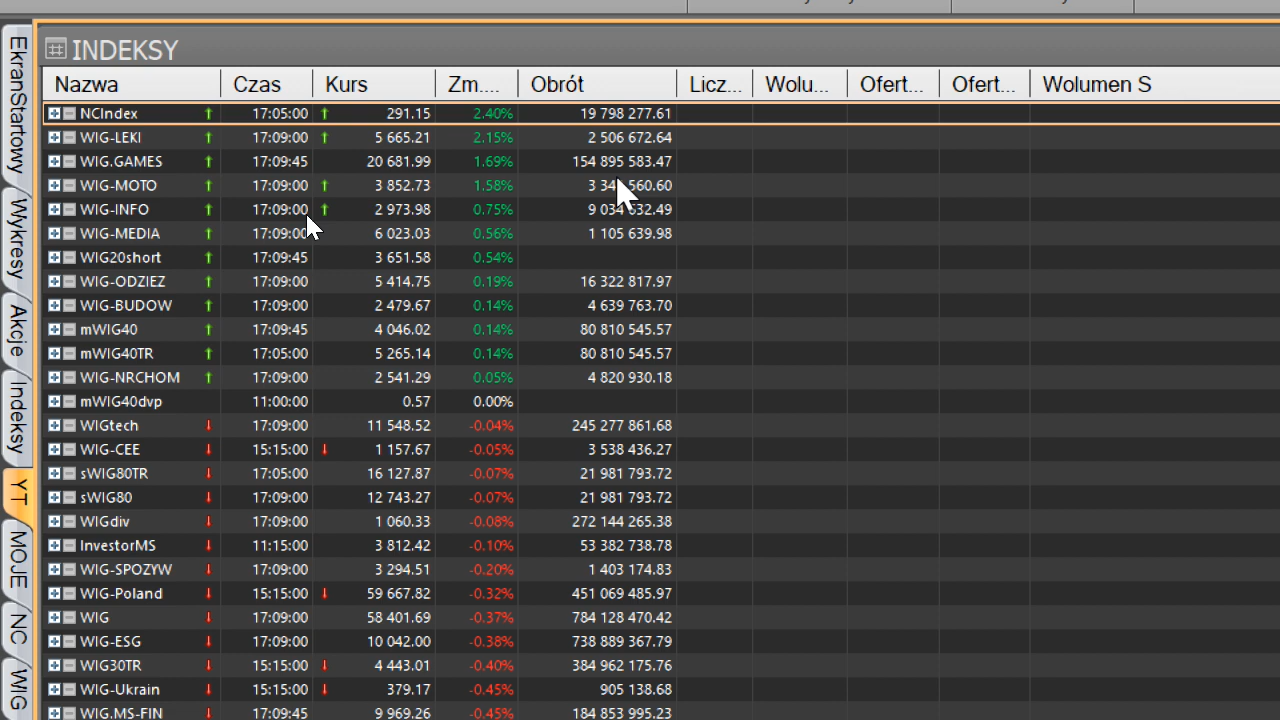 INDEKSY
Nazwa Czas Kurs Zm.... Obrót Licz... Wolu... Ofert... Ofert... Wolumen S
NCIndex 17:05:00 291.15 2.40% 19 798 277.61
WIG-LEKI 17:09:00 5 665.21 2.15% 2 506 672.64
WIG.GAMES 17:09:45 20 681.99 1.69% 154 895 583.47
WIG-MOTO 17:09:00 3 852.73 1.58% 560.60
WIG-INFO 17:09:00 2 973.98 0.75% 9 034 632.49
WIG-MEDIA 17:09:00 6 023.03 0.56% 1 105 639.98
WIG20short 17:09:45 3 651.58 0.54%
WIG-ODZIEZ 17:09:00 5 414.75 0.19% 16 322 817.97
WIG-BUDOW 17:09:00 2 479.67 0.14% 4 639 763.70
mWIG40 17:09:45 4 046.02 0.14% 80 810 545.57
mWIG40TR 17:05:00 5 265.14 0.14% 80 810 545.57
WIG-NRCHOM 17:09:00 2 541.29 0.05% 4 820 930.18
mWIG40dvp 11:00:00 0.57 0.00%
WIGtech 17:09:00 11 548.52 -0.04% 245 277 861.68
WIG-CEE 15:15:00 1 157.67 -0.05% 3 538 436.27
sWIG80TR 17:05:00 16 127.87 -0.07% 21 981 793.72
sWIG80 17:09:00 12 743.27 -0.07% 21 981 793.72
WIGdiv 17:09:00 1 060.33 -0.08% 272 144 265.38
InvestorMS 11:15:00 3 812.42 -0.10% 53 382 738.78
WIG-SPOZYW 17:09:00 3 294.51 -0.20% 1 403 174.83
WIG-Poland 15:15:00 59 667.82 -0.32% 451 069 485.97
WIG 17:09:00 58 401.69 -0.37% 784 128 470.42
WIG-ESG 17:09:00 10 042.00 -0.38% 738 889 367.79
WIG30TR 15:15:00 4 443.01 -0.40% 384 962 175.76
WIG-Ukrain 15:15:00 379.17 -0.45% 905 138.68
WIG.MS-FIN 17:09:45 9 969.26 -0.45% 184 853 995.23
EkranStartowy
Wykresy
Akcje
Indeksy
YT
MOJE
NC
WIG